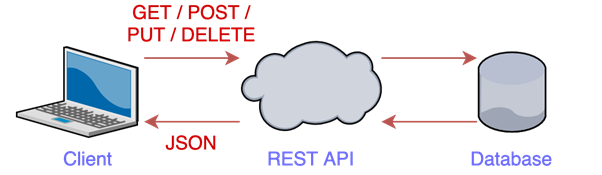 GET / POST /
PUT / DELETE
JSON
Client
REST API
Database